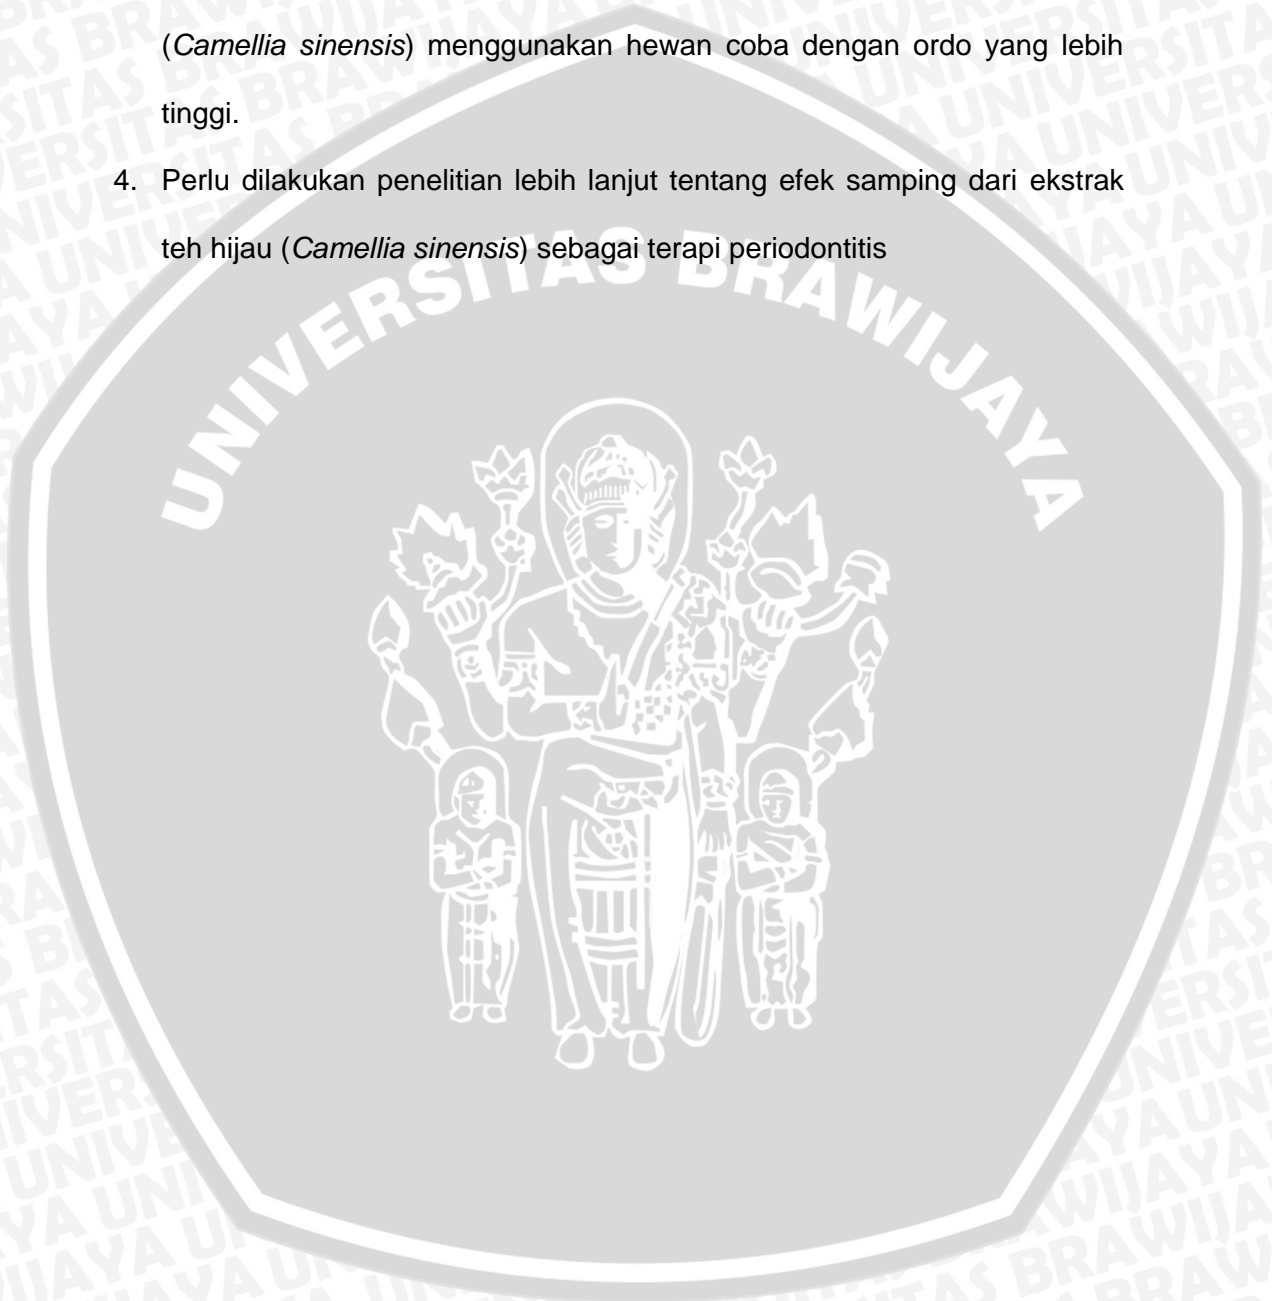 (Camellia sinensis) menggunakan hewan coba dengan ordo yang lebih
tinggi.
4. Perlu dilakukan penelitian lebih lanjut tentang efek samping dari ekstrak
teh hijau (Camellia sinensis) sebagai terapi periodontitis
UNIVERSITAS BRAWIJAYA